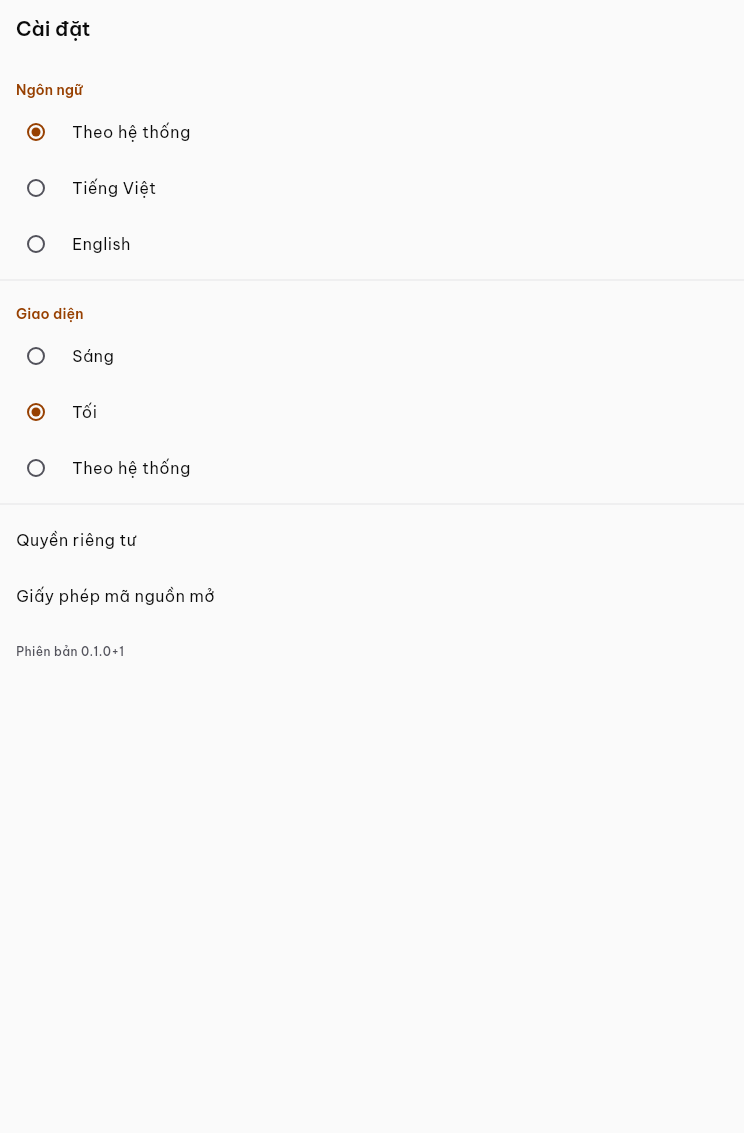 Cài đặt
Ngôn ngữ
Theo hệ thống
Tiếng Việt
English
Giao diện
Sáng
Tối
Theo hệ thống
Quyền riêng tư
Giấy phép mã nguồn mở
Phiên bản 0.1.0+1